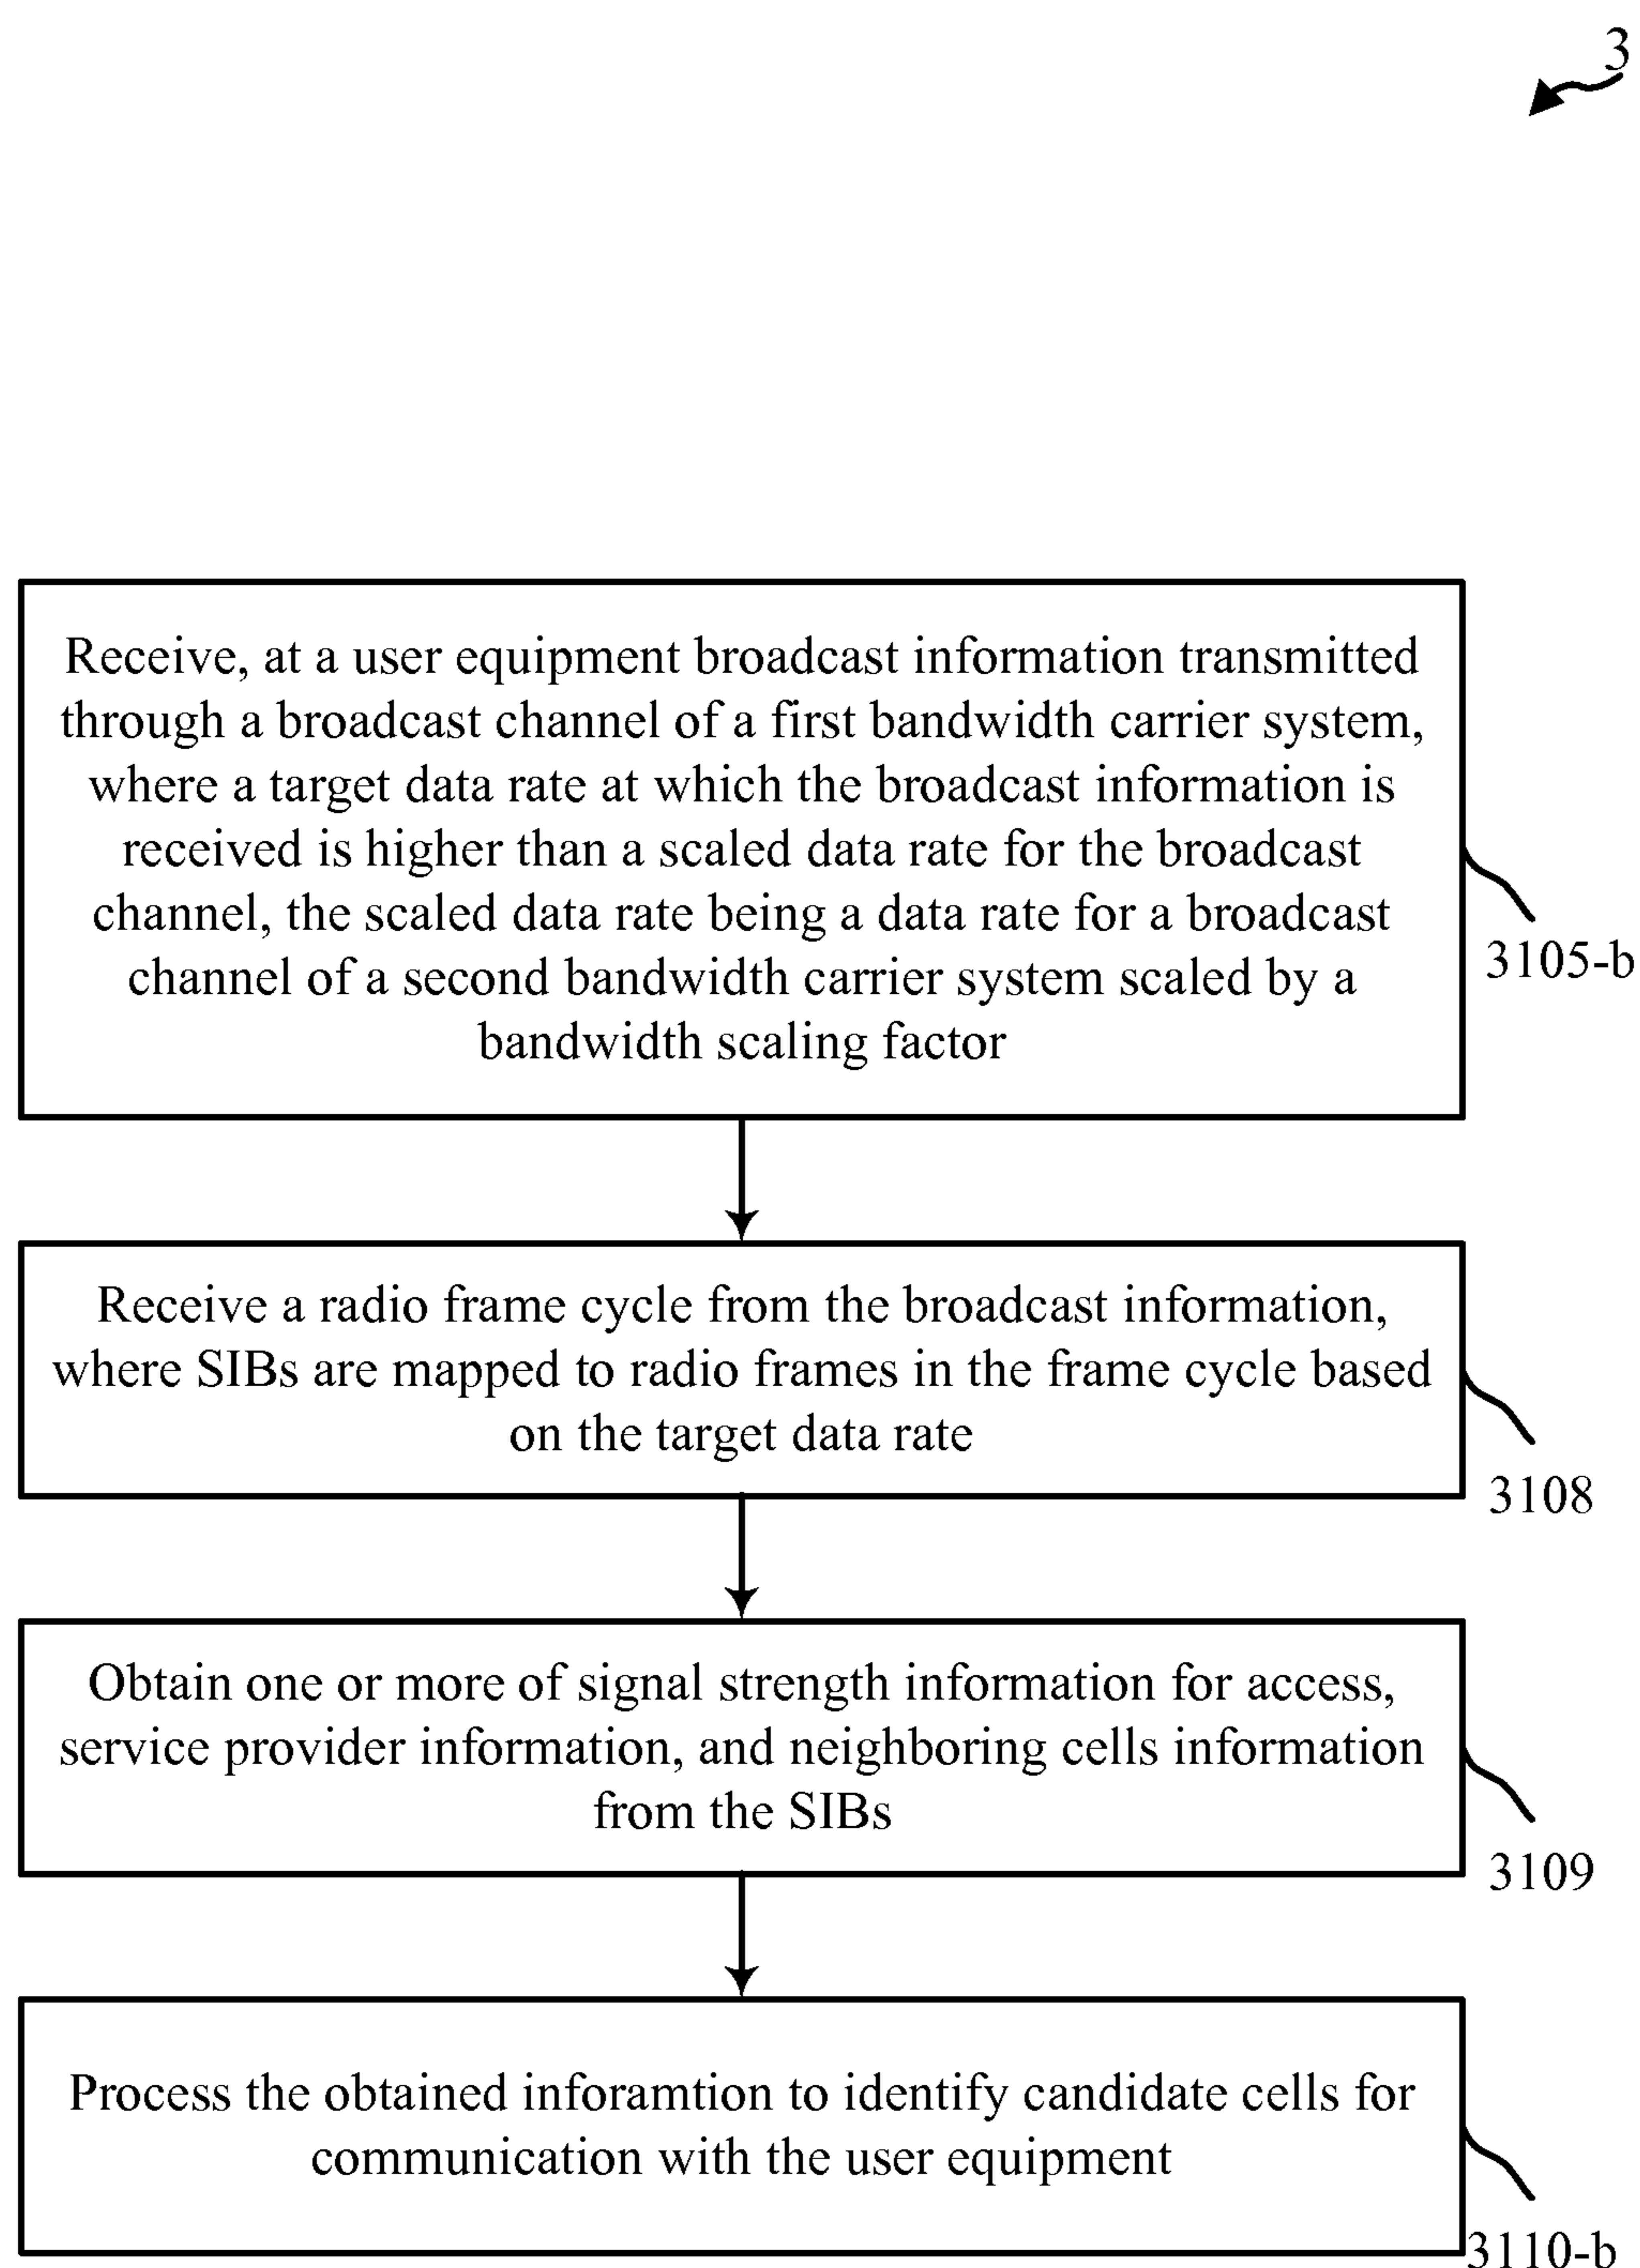 3
Receive, at a user equipment broadcast information transmitted
through a broadcast channel of a first bandwidth carrier system,
where a target data rate at which the broadcast information is
received is higher than a scaled data rate for the broadcast
channel, the scaled data rate being a data rate for a broadcast
channel of a second bandwidth carrier system scaled by a
bandwidth scaling factor
3105-b
Receive a radio frame cycle from the broadcast information,
where SIBs are mapped to radio frames in the frame cycle based
on the target data rate
3108
Obtain one or more of signal strength information for access,
service provider information, and neighboring cells information
from the SIBs
3109
Process the obtained inforamtion to identify candidate cells for
communication with the user equipment
3110-b